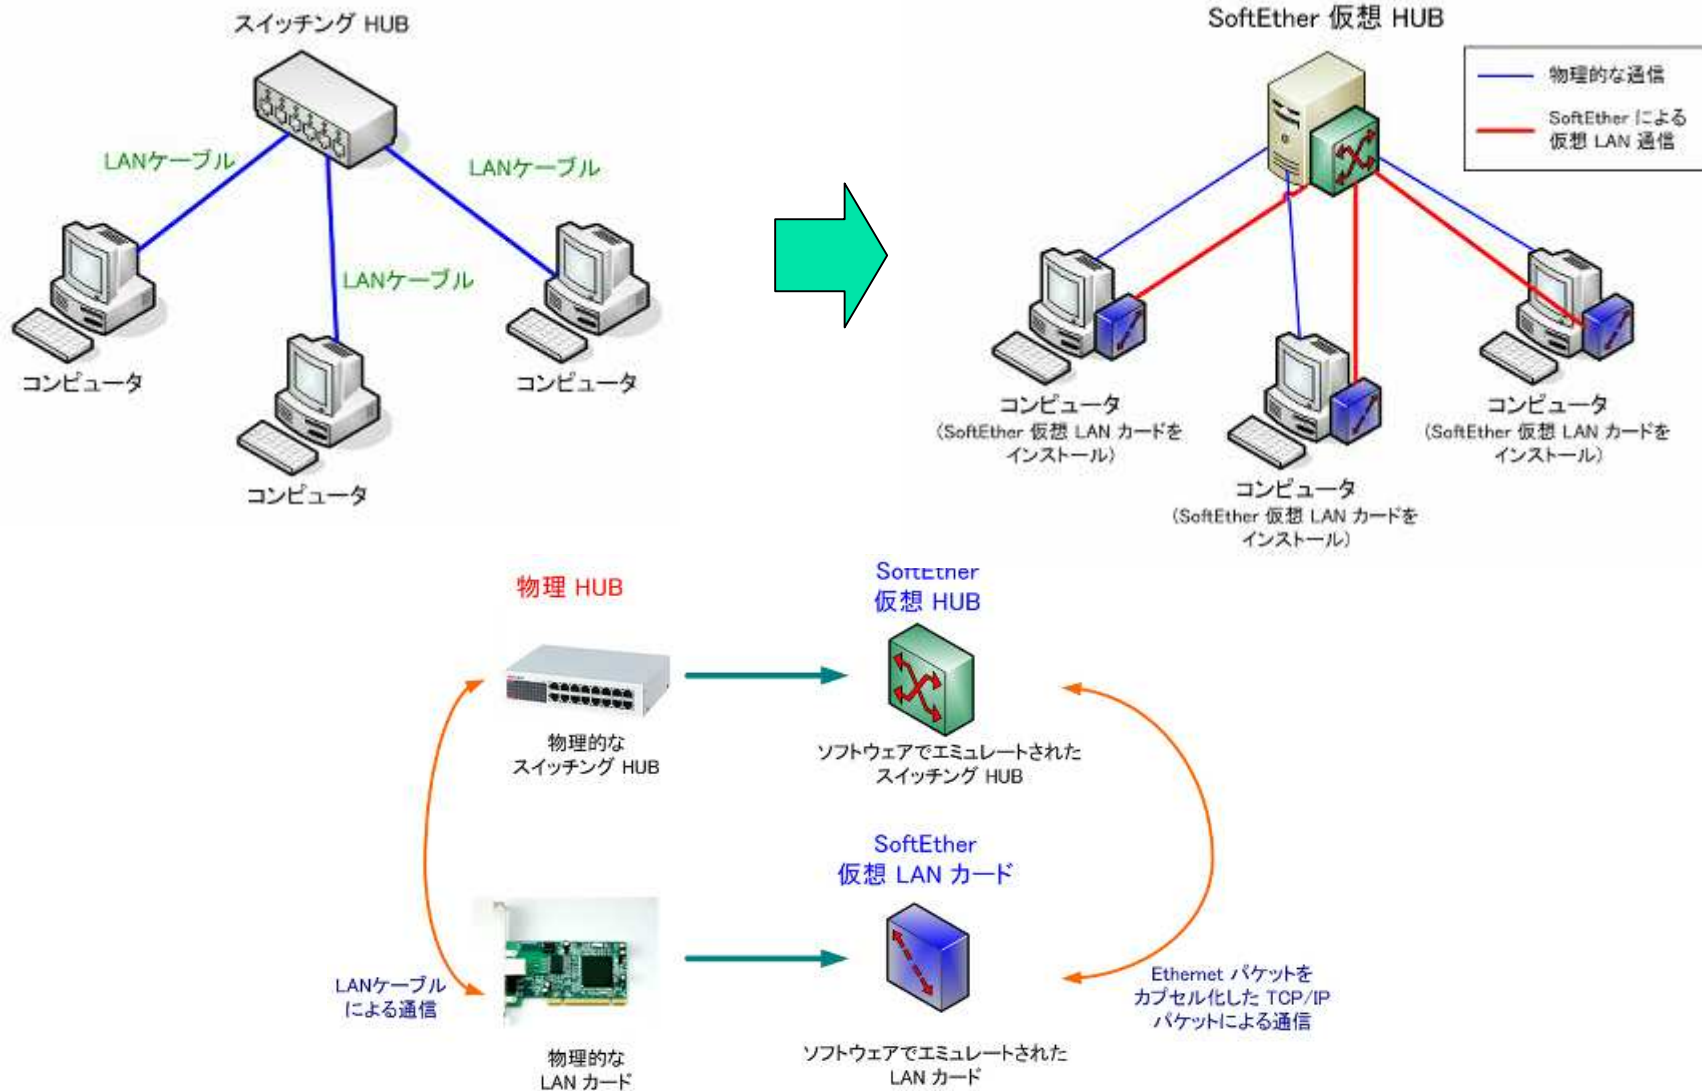 スイッチング HUB
LANケーブル
LANケーブル
LANケーブル
コンピュータ
コンピュータ
コンピュータ
SoftEther 仮想 HUB
物理的な通信
SoftEther による
仮想 LAN 通信
コンピュータ
(SoftEther 仮想 LAN カードを
インストール)
コンピュータ
(SoftEther 仮想 LAN カードを
インストール)
コンピュータ
(SoftEther 仮想 LAN カードを
インストール)
物理 HUB
SoftEther
仮想 HUB
物理的な
スイッチング HUB
ソフトウェアでエミュレートされた
スイッチング HUB
SoftEther
仮想 LAN カード
LANケーブル
による通信
Ethernet パケットを
カプセル化した TCP/IP
パケットによる通信
物理的な
LAN カード
ソフトウェアでエミュレートされた
LAN カード